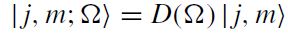 |j, m; Ω⟩ = D(Ω) |j, m⟩